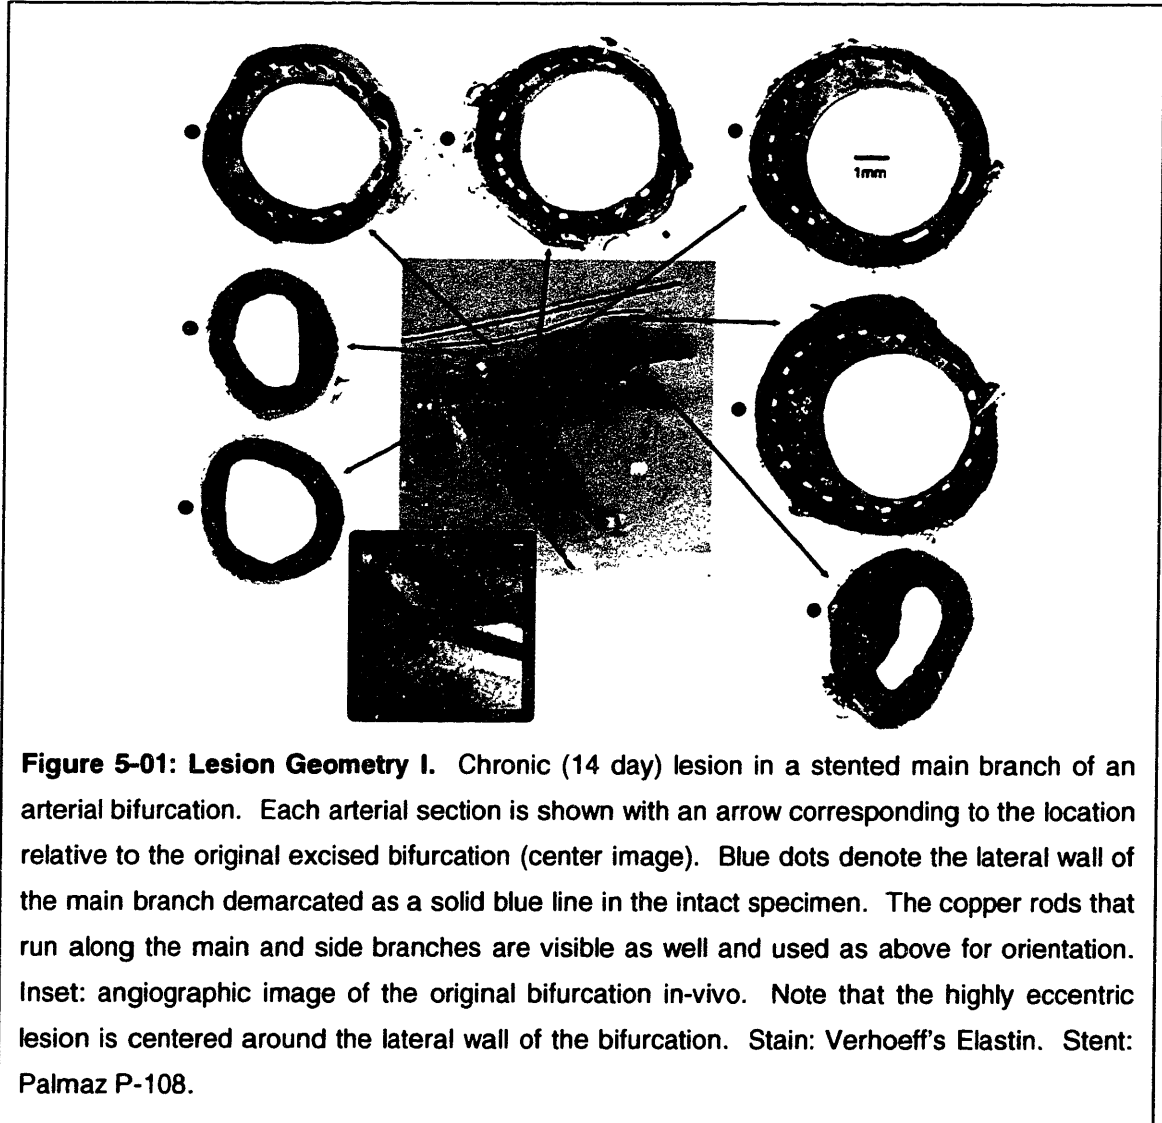 1mm
Figure 5-01: Lesion Geometry I. Chronic (14 day) lesion in a stented main branch of an
arterial bifurcation. Each arterial section is shown with an arrow corresponding to the location
relative to the original excised bifurcation (center image). Blue dots denote the lateral wall of
the main branch demarcated as a solid blue line in the intact specimen. The copper rods that
run along the main and side branches are visible as well and used as above for orientation.
Inset: angiographic image of the original bifurcation in-vivo. Note that the highly eccentric
lesion is centered around the lateral wall of the bifurcation. Stain: Verhoeff's Elastin. Stent:
Palmaz P-108.